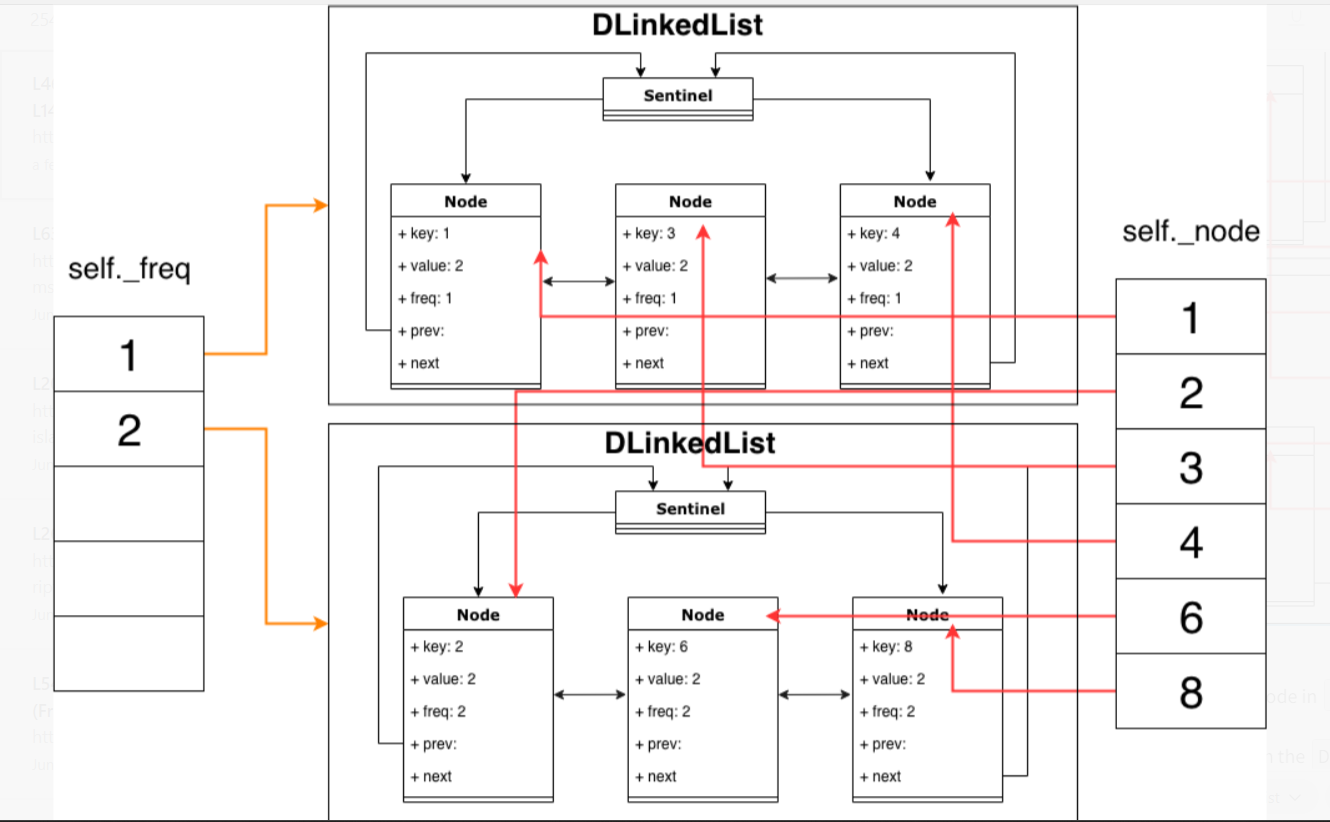 DLinkedList
Sentinel
Node
+ key: 1
+ value: 2
+ freq: 1
+ prev:
+ next
Node
+ key: 3
+ value: 2
+ freq: 1
+ prev:
+ next
Node
+ key: 4
+ value: 2
+ freq: 1
+ prev:
+ next
self._freq
1
2
DLinkedList
Sentinel
Node
+ key: 2
+ value: 2
+ freq: 2
+ prev:
+ next
Node
+ key: 6
+ value: 2
+ freq: 2
+ prev:
+ next
Node
+ key: 8
+ value: 2
+ freq: 2
+ prev:
+ next
self._node
1
2
3
4
6
8